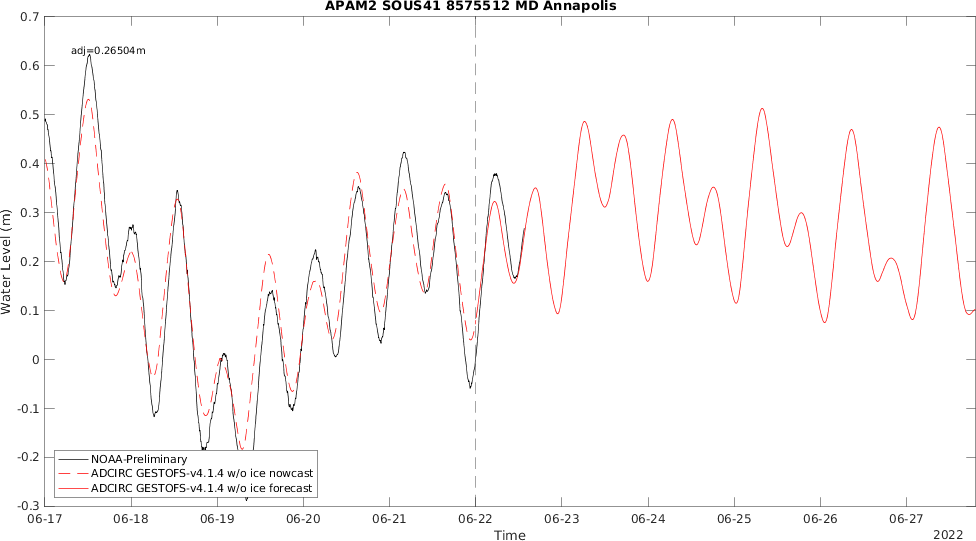 APAM2 SOUS41 8575512 MD Annapolis
adj=0.26504m
0.7
0.6
0.5
0.4
0.3
0.2
0.1
0
-0.1
-0.2
-0.3
Water Level (m)
NOAA-Preliminary
ADCIRC GESTOFS-v4.1.4 w/o ice nowcast
ADCIRC GESTOFS-v4.1.4 w/o ice forecast
06-17 06-18 06-19 06-20 06-21 06-22 06-23 06-24 06-25 06-26 06-27
Time
2022